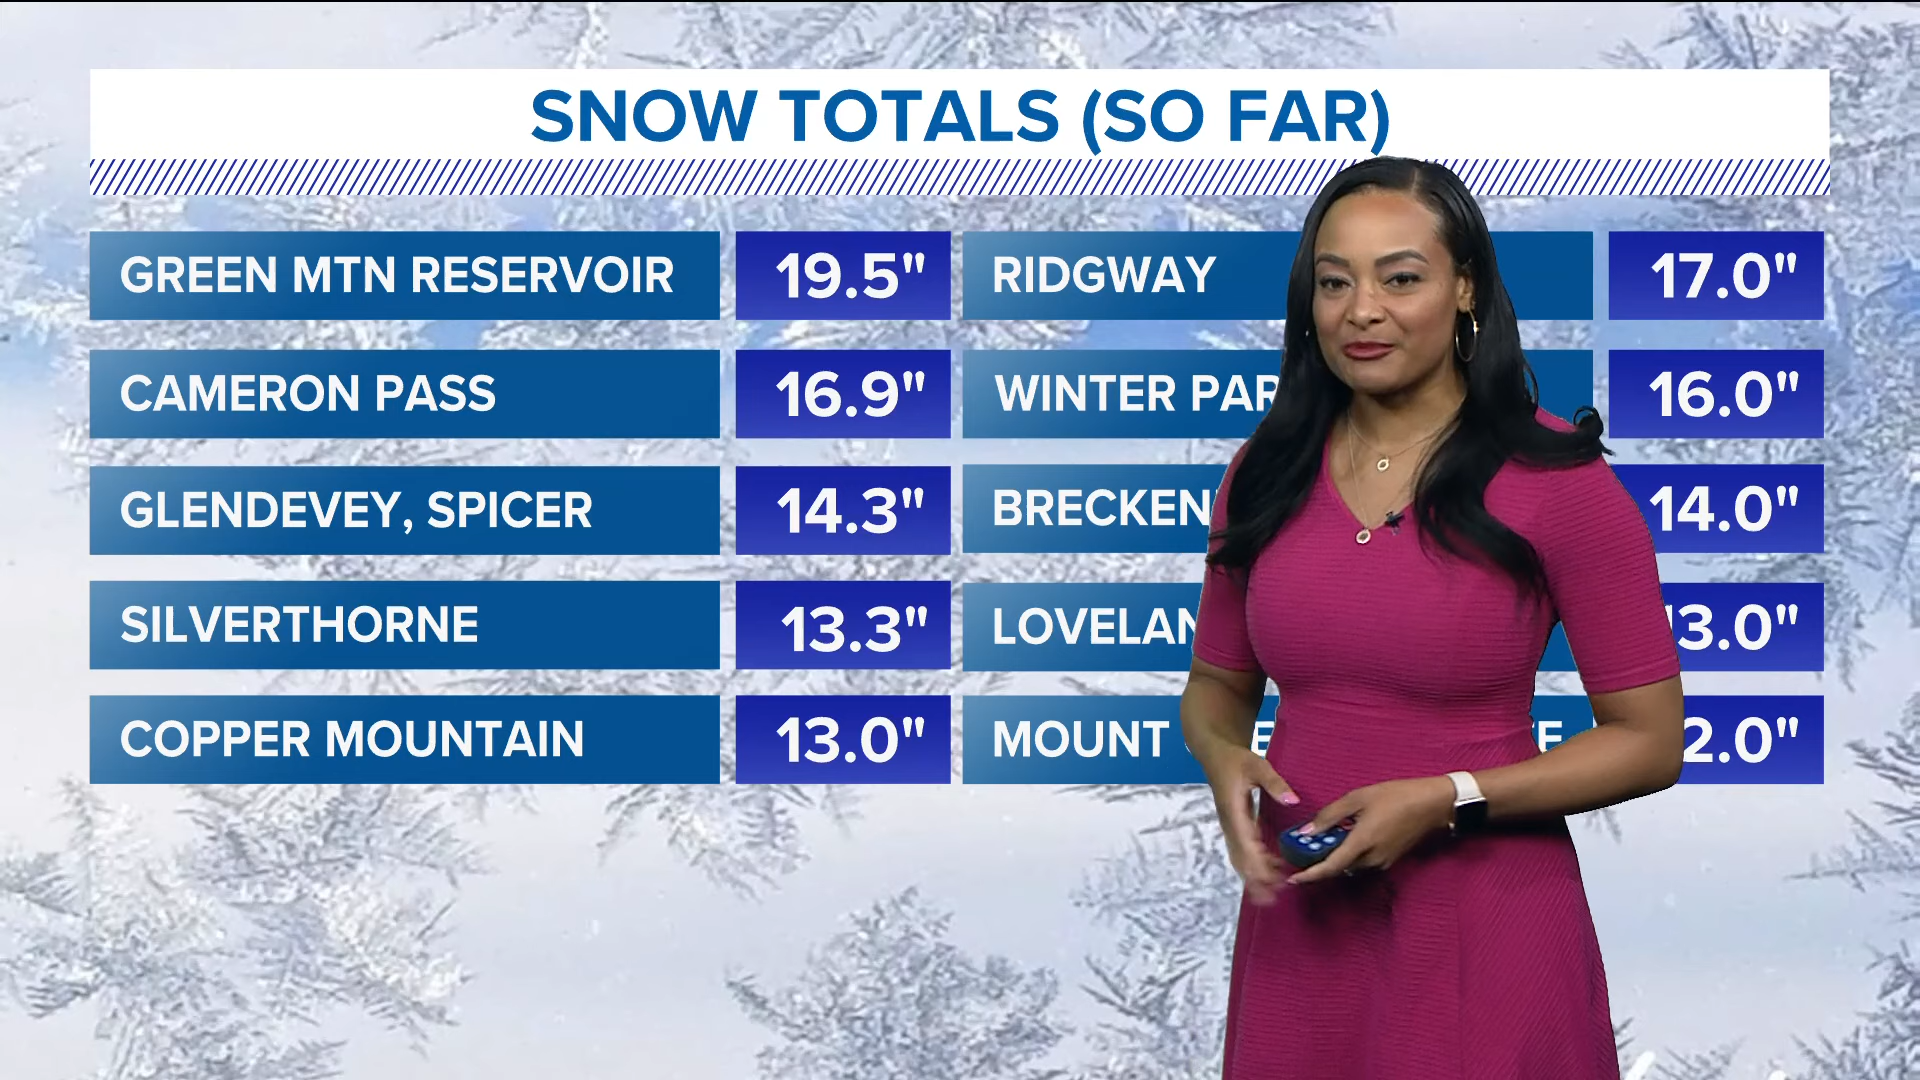 SNOW TOTALS (SO FAR)
GREEN MTN RESERVOIR 19.5"
RIDGWAY 17.0"
CAMERON PASS 16.9"
WINTER 16.0"
GLENDEVEY, SPICER 14.3"
14.0"
SILVERTHORNE 13.3"
COPPER MOUNTAIN 13.0"
MOUNT